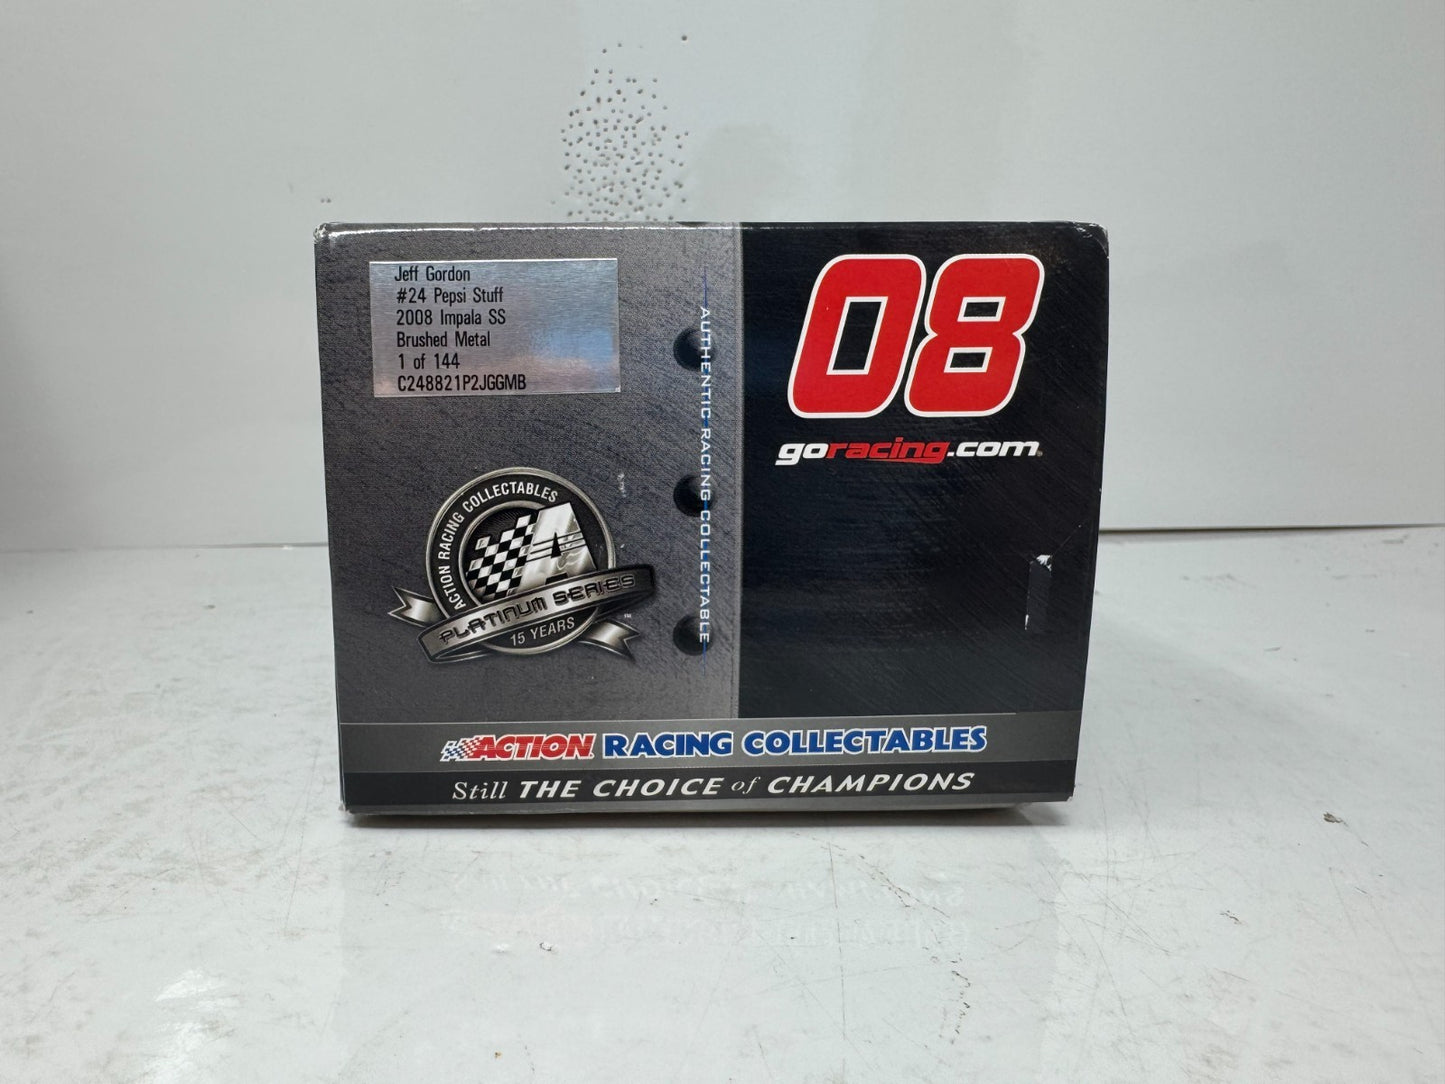 Jeff Gordon
#24 Pepsi Stuff
2008 Impala SS
Brushed Metal
1 of 144
C248821P2JGGMB
AUTHENTIC RACING COLLECTABLE
08
goracing.com
ACTION RACING COLLECTABLES
A
PLATINUM SERIES
TM
15 YEARS
ACTION RACING COLLECTABLES
Still THE CHOICE of CHAMPIONS